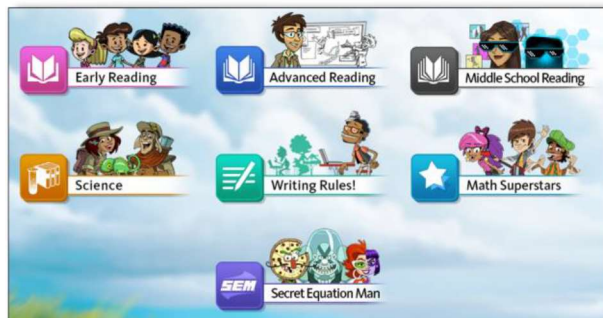 Early Reading
Advanced Reading
Middle School Reading
Science
Writing Rules!
Math Superstars
SEM
Secret Equation Man